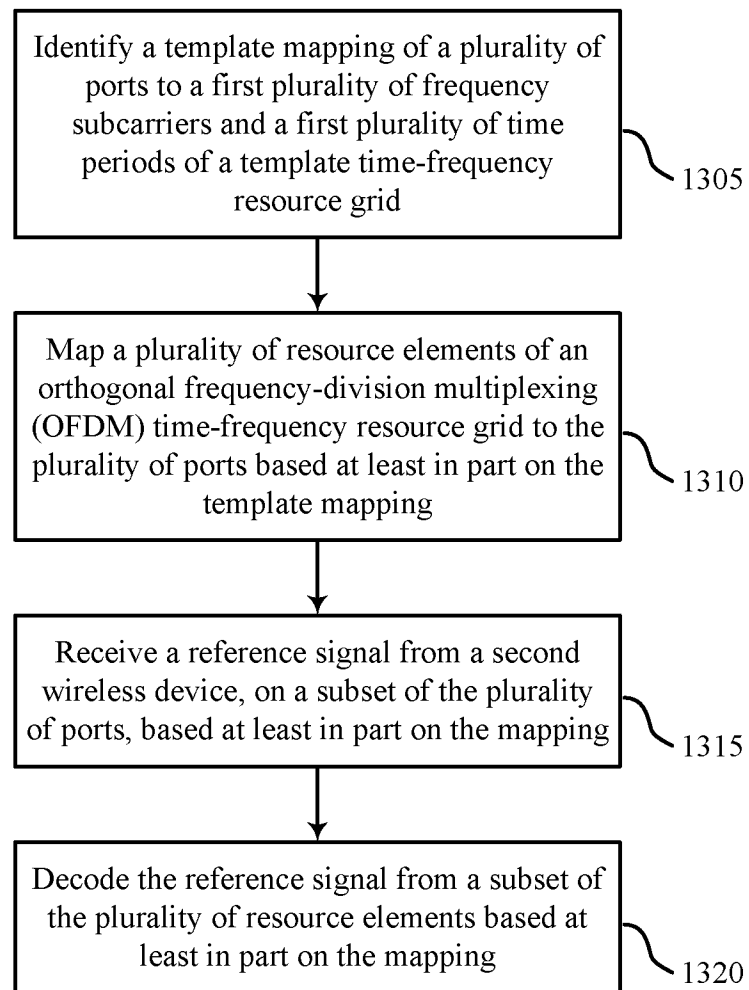 Identify a template mapping of a plurality of
ports to a first plurality of frequency
subcarriers and a first plurality of time
periods of a template time-frequency
resource grid
1305
Map a plurality of resource elements of an
orthogonal frequency-division multiplexing
(OFDM) time-frequency resource grid to the
plurality of ports based at least in part on the
template mapping
1310
Receive a reference signal from a second
wireless device, on a subset of the plurality
of ports, based at least in part on the mapping
1315
Decode the reference signal from a subset of
the plurality of resource elements based at
least in part on the mapping
1320